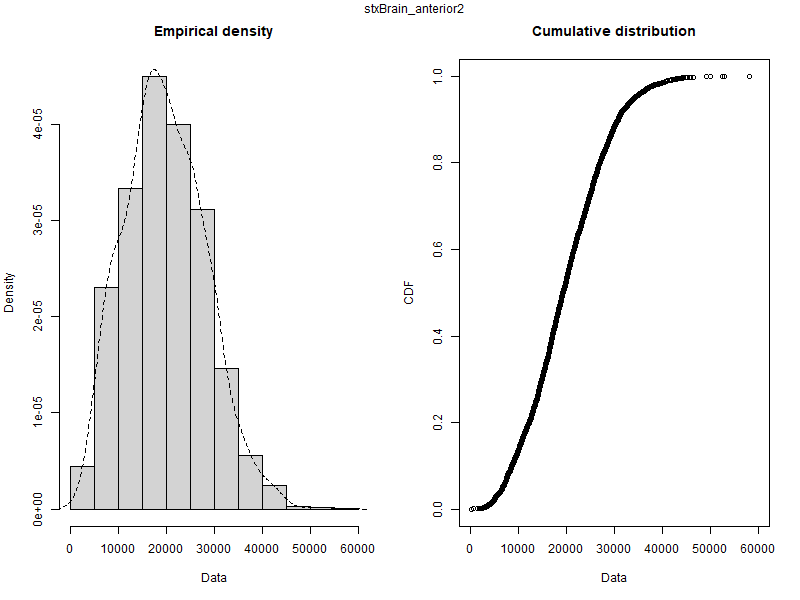 stxBrain_anterior2
Empirical density
Density
0e+00 1e-05 2e-05 3e-05 4e-05
0 10000 20000 30000 40000 50000 60000
Data
Cumulative distribution
CDF
0.0 0.2 0.4 0.6 0.8 1.0
0 10000 20000 30000 40000 50000 60000
Data